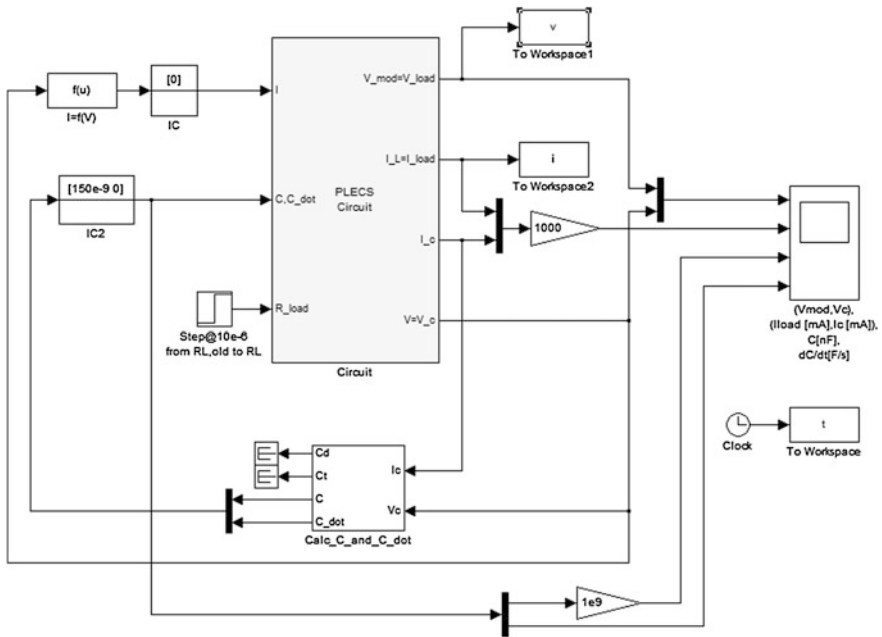 v
To Workspace1
f(u)
I=f(V)
[0]
IC
I
V_mod=V_load
I_L=I_load
i
To Workspace2
[150e-9 0]
IC2
C,C_dot
PLECS
Circuit
I_c
1000
R_load
V=V_c
Step@10e-6
from RL,old to RL
Circuit
(Vmod,Vc),
(Iload [mA],Ic [mA]),
C[nF],
dC/dt[F/s]
Clock
t
To Workspace
Cd
Ct
C
C_dot
Ic
Vc
Calc_C_and_C_dot
1e9